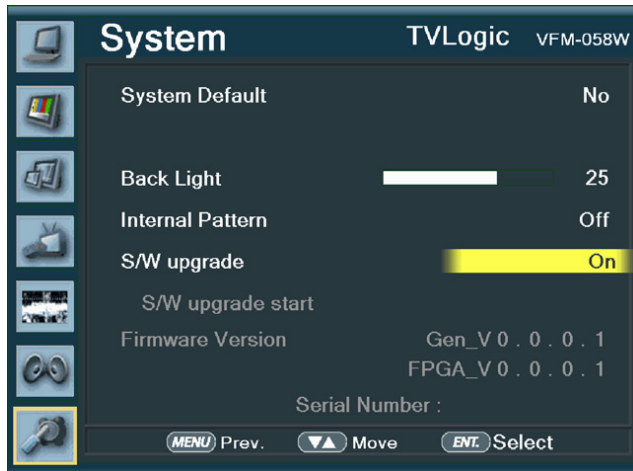 System TVLogic VFM-058W
System Default No
Back Light 25
Internal Pattern Off
S/W upgrade On
S/W upgrade start
Firmware Version Gen_V 0 . 0 . 0 . 1
FPGA_V 0 . 0 . 0 . 1
Serial Number :
MENU Prev. ▼▲ Move ENT. Select